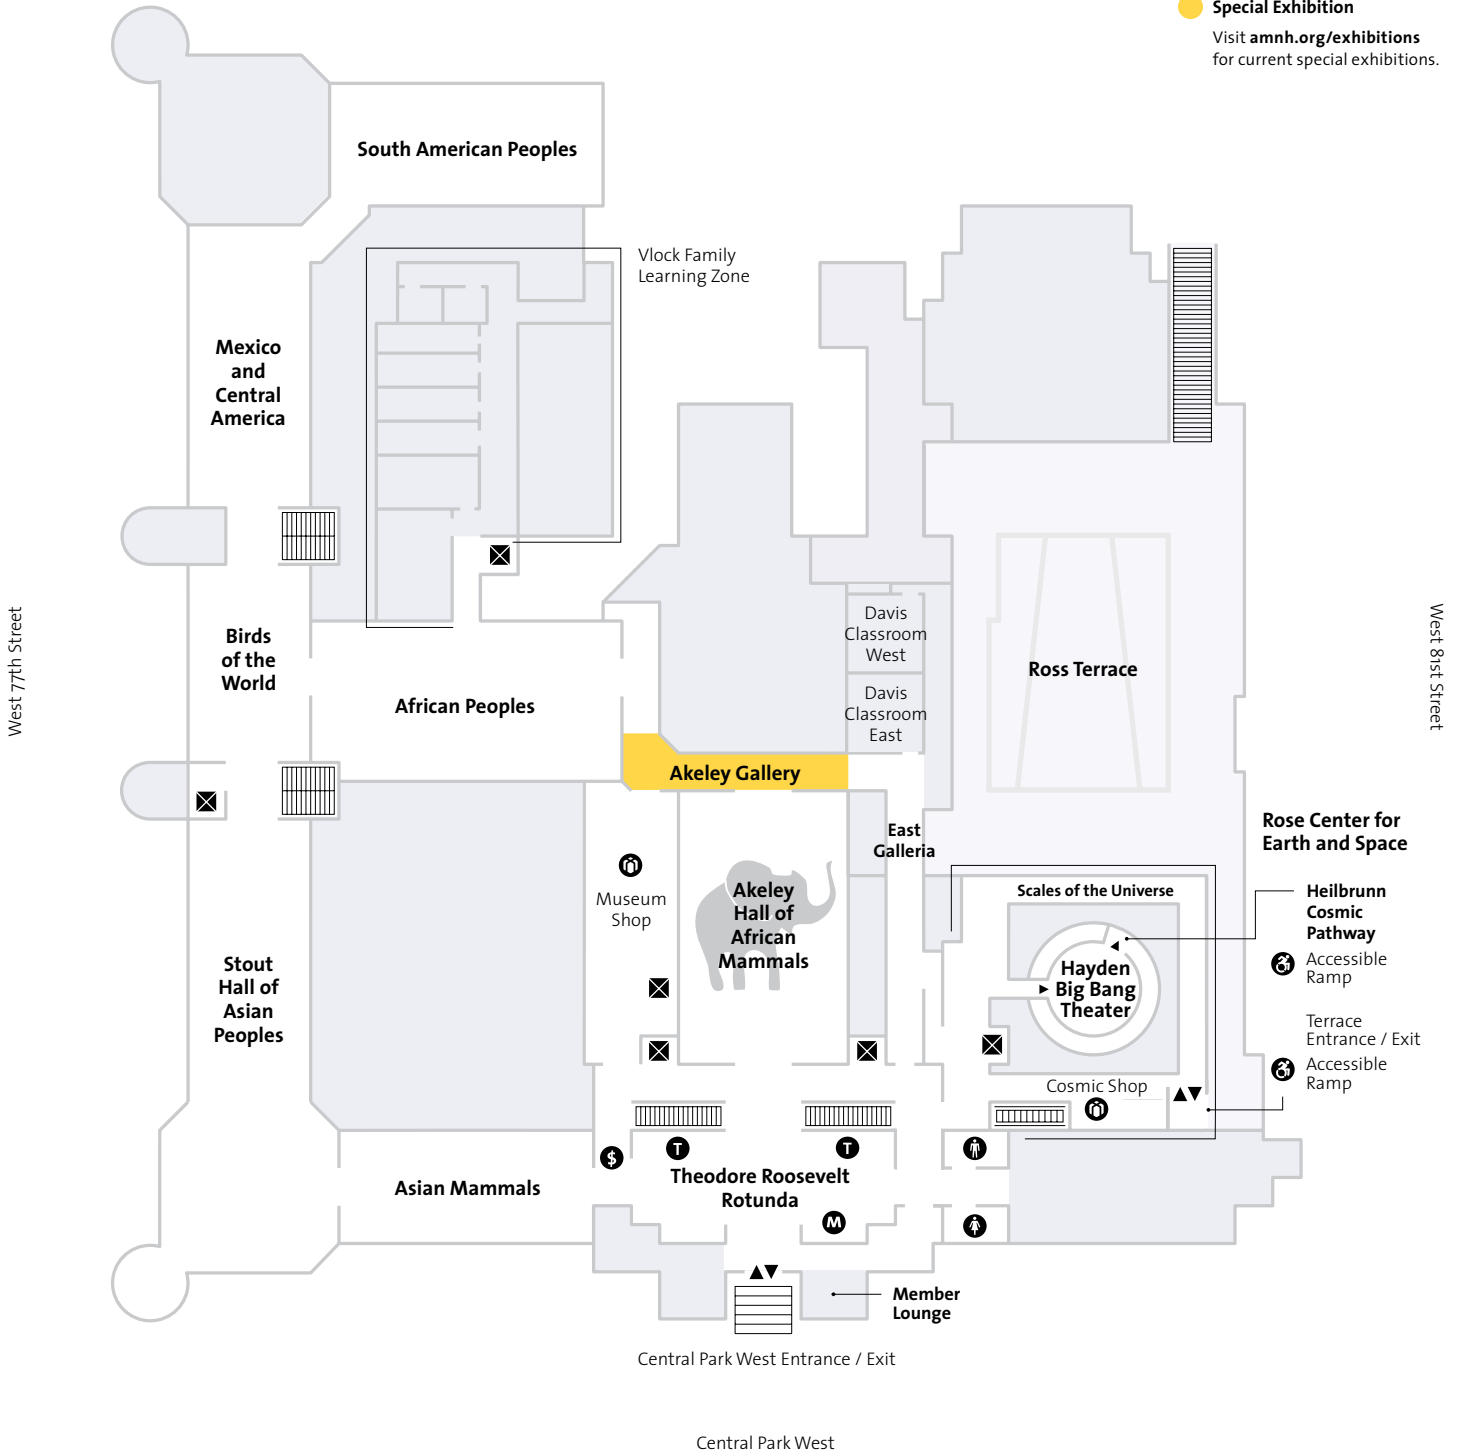 Special Exhibition
Visit amnh.org/exhibitions
for current special exhibitions.
South American Peoples
Vlock Family
Learning Zone
Mexico
and
Central
America
West 77th Street
Birds
of the
World
African Peoples
Davis
Classroom
West
Davis
Classroom
East
Ross Terrace
West 81st Street
Akeley Gallery
East
Galleria
Rose Center for
Earth and Space
Museum
Shop
Akeley
Hall of
African
Mammals
Scales of the Universe
Heilbrunn
Cosmic
Pathway
Accessible
Ramp
Hayden
Big Bang
Theater
Stout
Hall of
Asian
Peoples
Terrace
Entrance / Exit
Accessible
Ramp
Cosmic Shop
$
T
T
Theodore Roosevelt
Rotunda
Asian Mammals
M
Member
Lounge
Central Park West Entrance / Exit
Central Park West